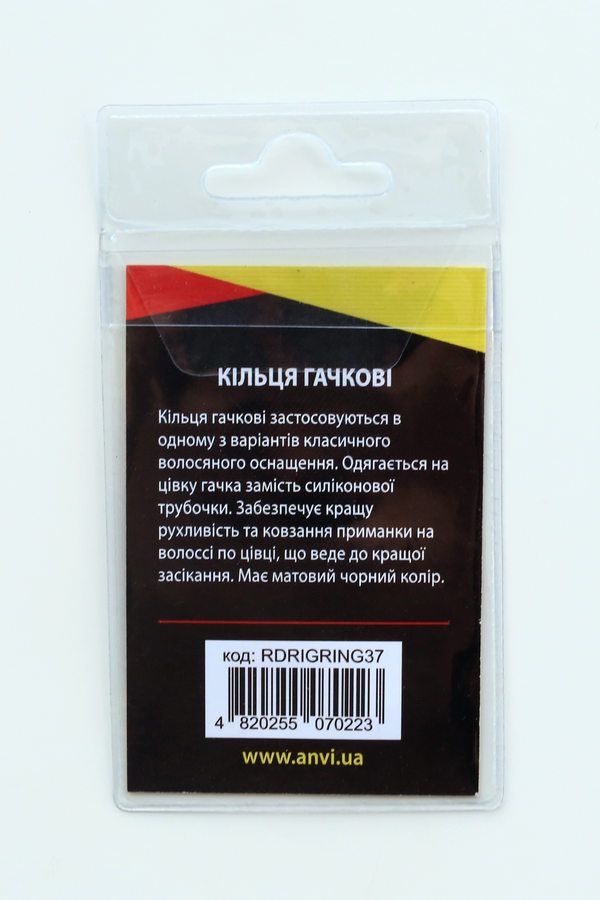 КІЛЬЦЯ ГАЧКОВІ
Кільця гачкові застосовуються в
одному з варіантів класичного
волосяного оснащення. Одягається на
цівку гачка замість силіконової
трубочки. Забезпечує кращу
рухливість та ковзання приманки на
волоссі по цівці, що веде до кращої
засікання. Має матовий чорний колір.
код: RDRIGRING37
4 820255 070223
www.anvi.ua